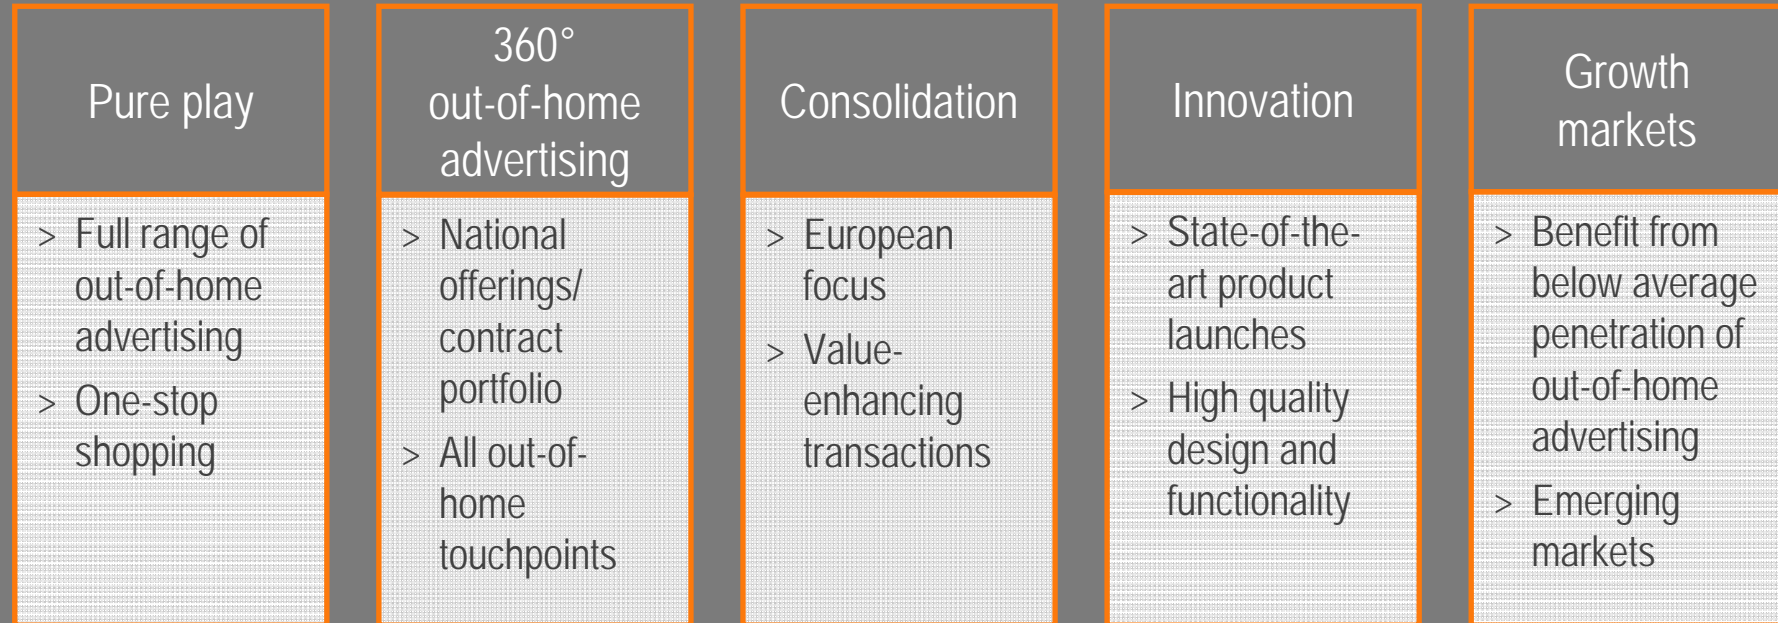 Pure play
> Full range of
out-of-home
advertising
> One-stop
shopping
360°
out-of-home
advertising
> National
offerings/
contract
portfolio
> All out-of-
home
touchpoints
Consolidation
> European
focus
> Value-
enhancing
transactions
Innovation
> State-of-the-
art product
launches
> High quality
design and
functionality
Growth
markets
> Benefit from
below average
penetration of
out-of-home
advertising
> Emerging
markets